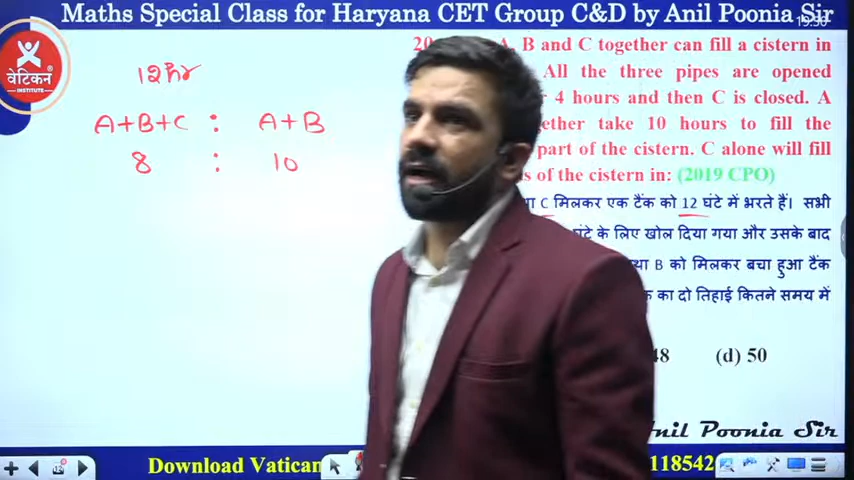 Maths Special Class for Haryana CET Group C&D by Anil Poonia Sir
वेटिकन
INSTITUTE
12hr
A+B+C : A+B
8 : 10
20
A, B and C together can fill a cistern in
All the three pipes are opened
4 hours and then C is closed. A
take 10 hours to fill the
part of the cistern. C alone will fill
of the cistern in: (2019 CPO)
C मिलकर एक टैंक को 12 घंटे में भरते हैं। सभी
के लिए खोल दिया गया और उसके बाद
B को मिलकर बचा हुआ टैंक
का दो तिहाई कितने समय में
48 (d) 50
Anil Poonia Sir
Download Vatican
118542